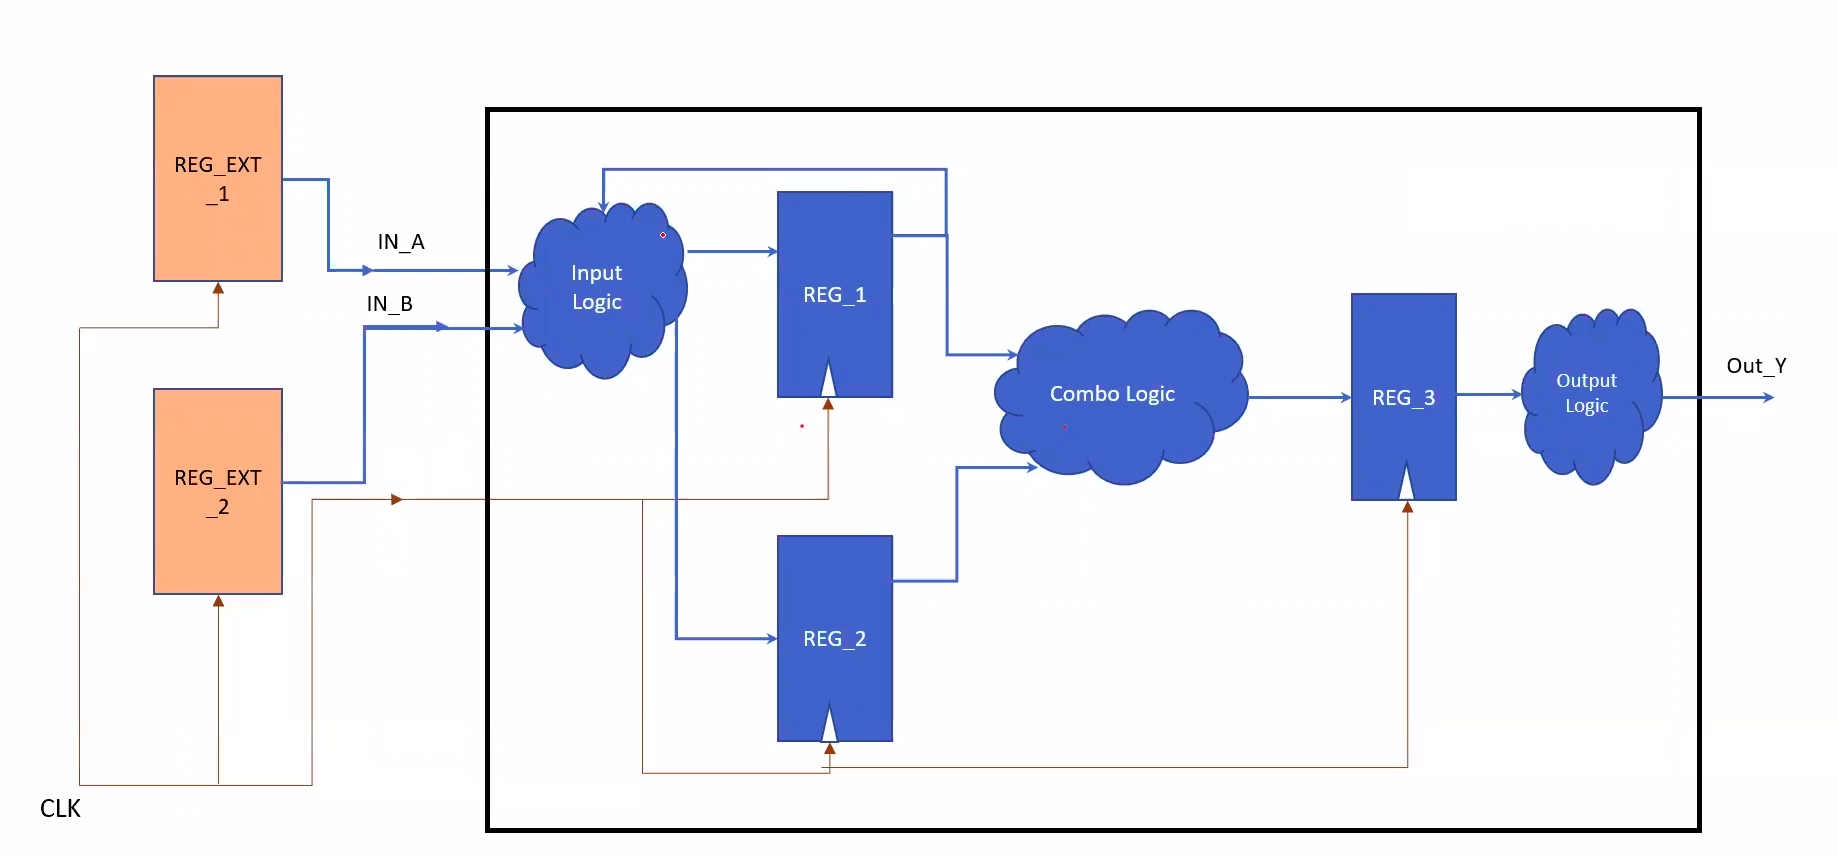 REG_EXT
_1
IN_A
IN_B
Input
Logic
REG_1
Combo Logic
REG_3
Output
Logic
Out_Y
REG_EXT
_2
REG_2
CLK